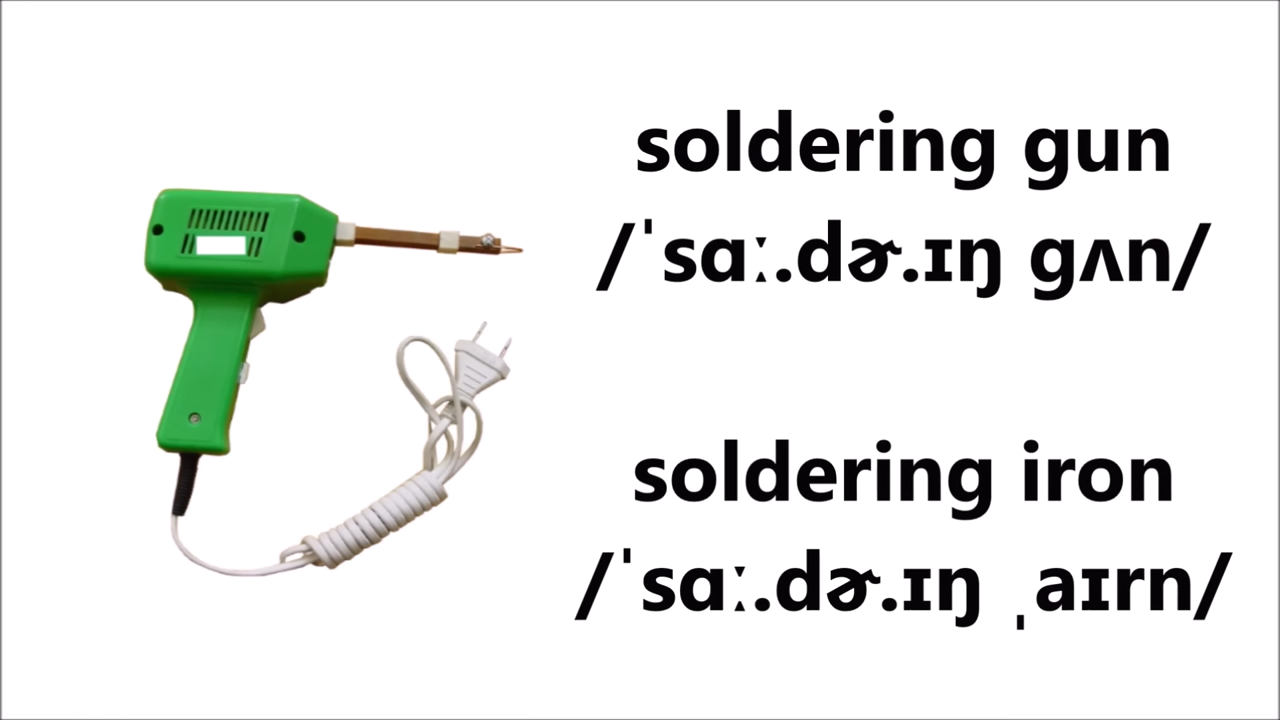 soldering gun
/ˈsɑː.dɚ.ɪŋ ɡʌn/
soldering iron
/ˈsɑː.dɚ.ɪŋ ˌaɪrn/